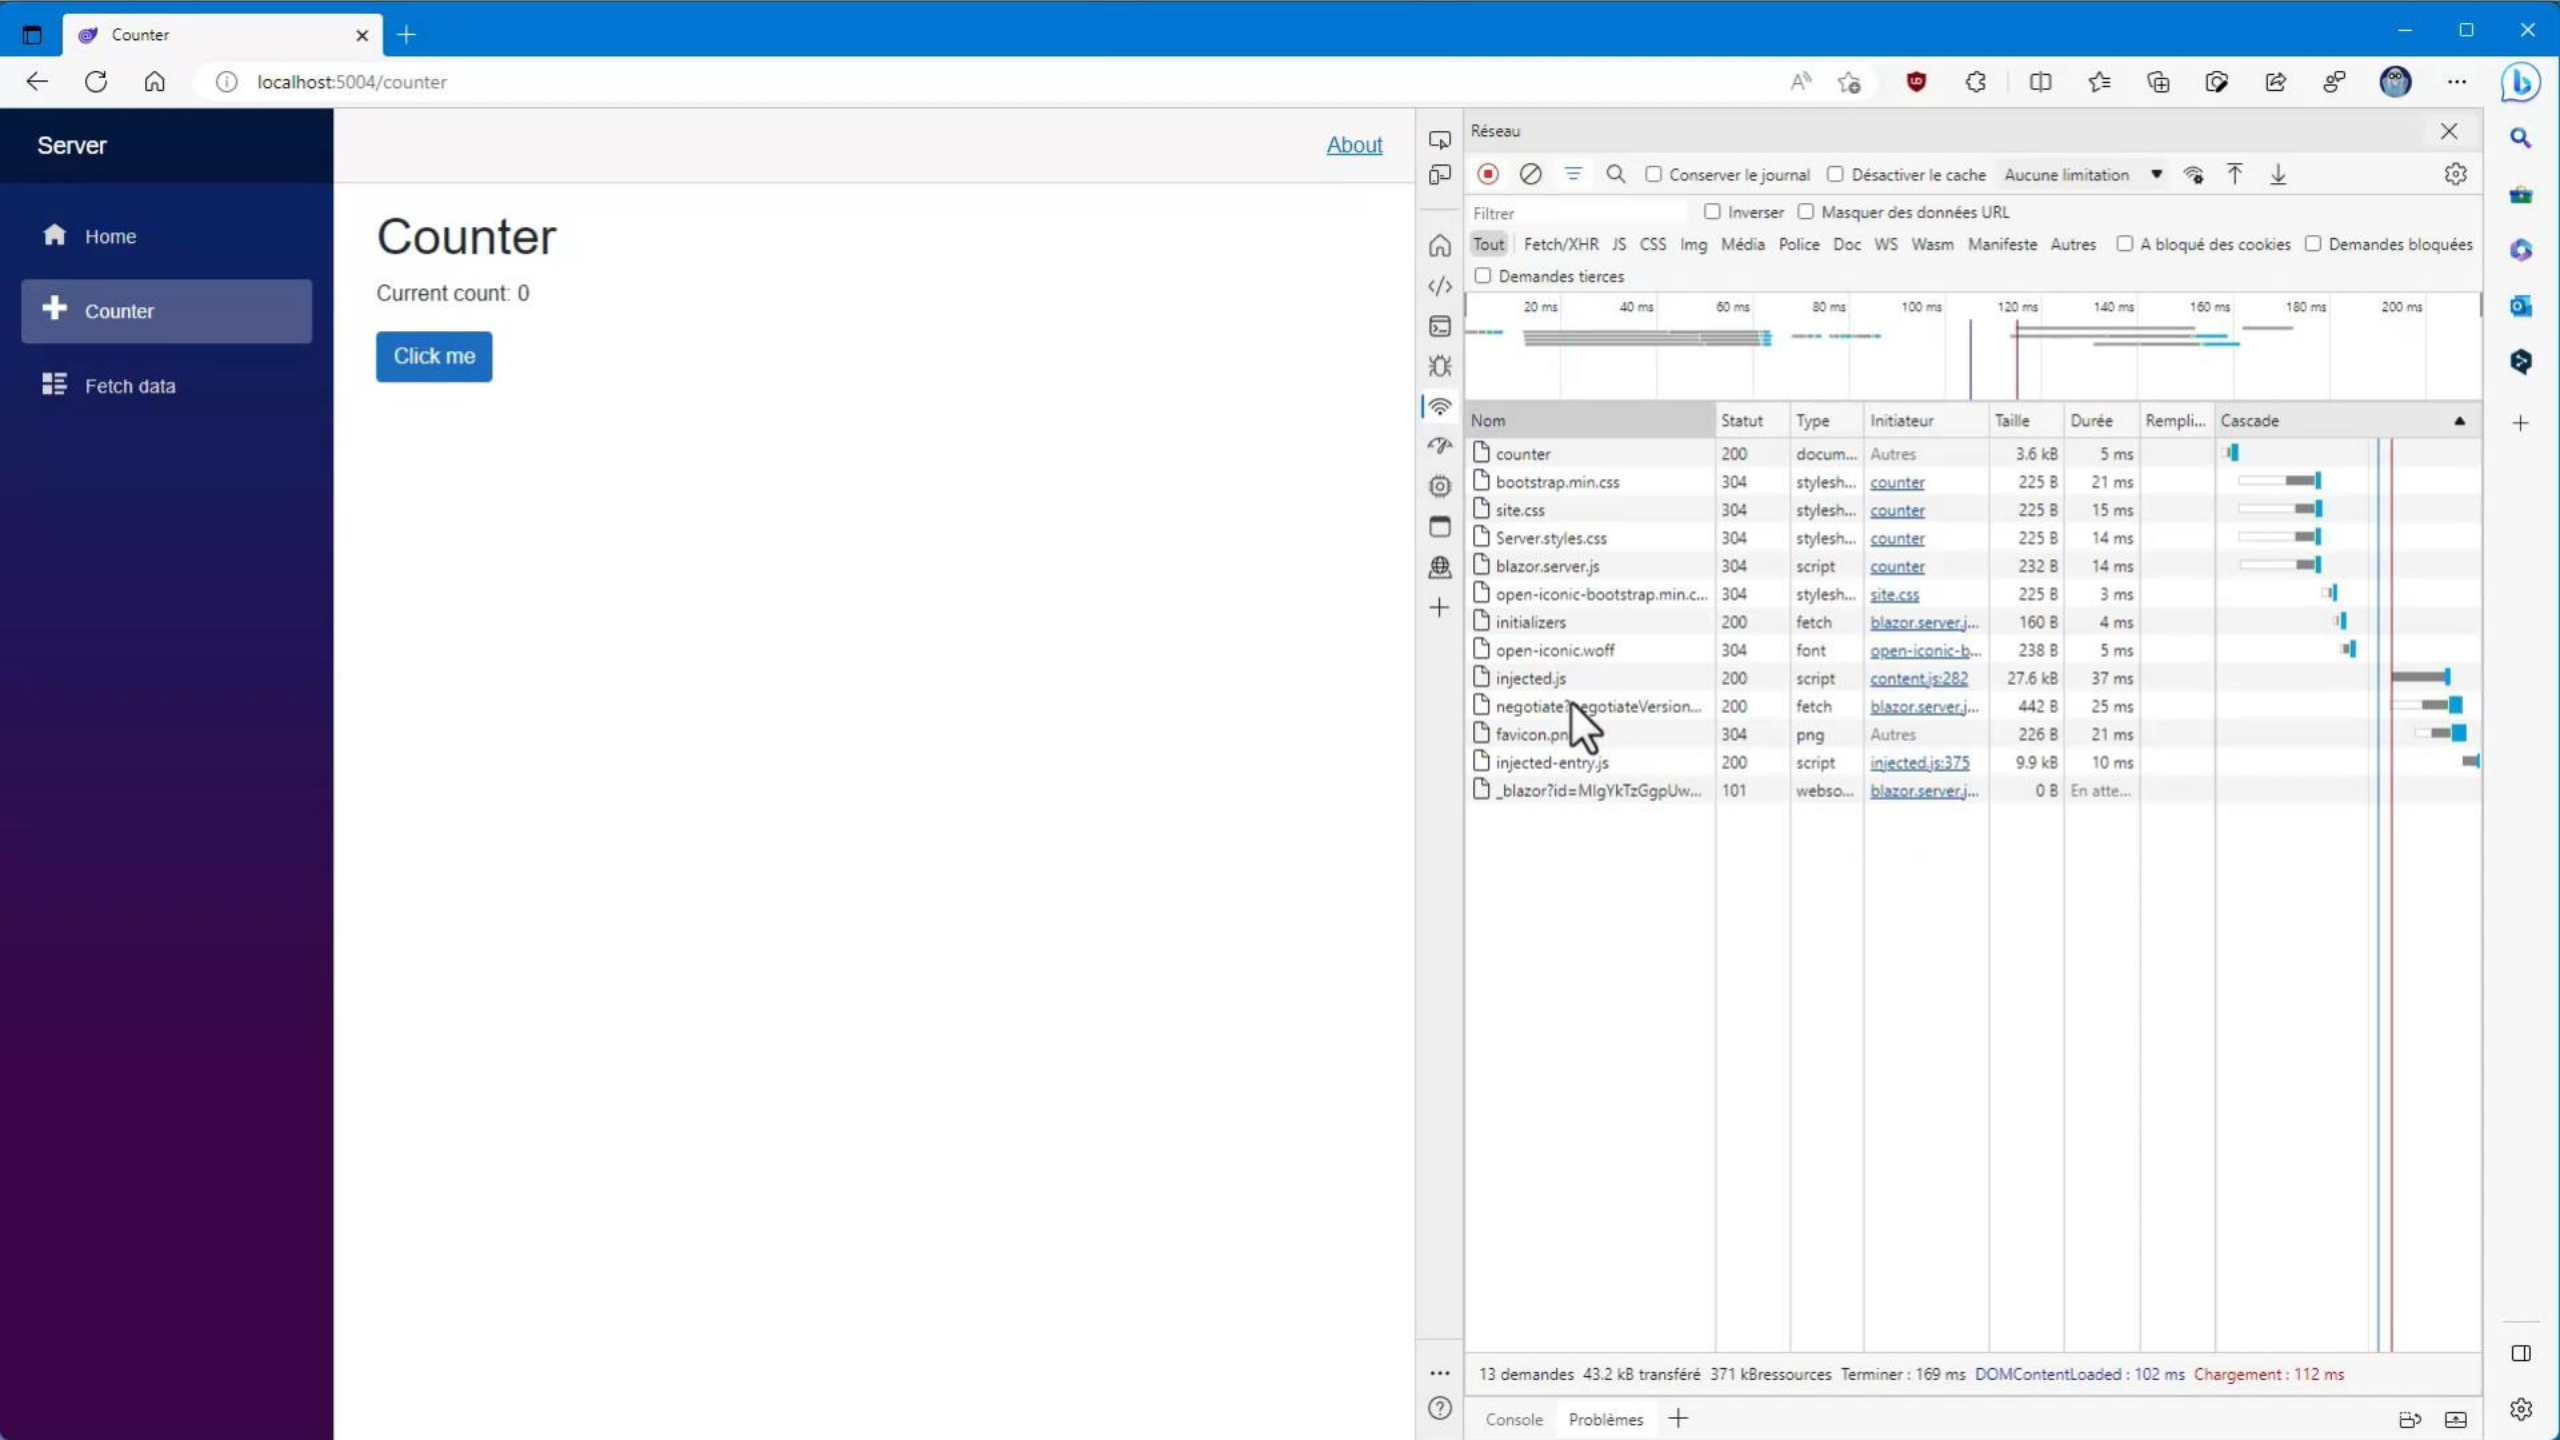 Counter
localhost:5004/counter
Server
About
Home
Counter
Fetch data
Counter
Current count: 0
Click me
Réseau
Conserver le journal Désactiver le cache Aucune limitation
Filtrer Inverser Masquer des données URL
Tout Fetch/XHR JS CSS Img Média Police Doc WS Wasm Manifeste Autres A bloqué des cookies Demandes bloquées
Demandes tierces
20 ms 40 ms 60 ms 80 ms 100 ms 120 ms 140 ms 160 ms 180 ms 200 ms
Nom Statut Type Initiateur Taille Durée Rempli... Cascade
counter 200 docum... Autres 3.6 kB 5 ms
bootstrap.min.css 304 stylesh... counter 225 B 21 ms
site.css 304 stylesh... counter 225 B 15 ms
Server.styles.css 304 stylesh... counter 225 B 14 ms
blazor.server.js 304 script counter 232 B 14 ms
open-iconic-bootstrap.min.c... 304 stylesh... site.css 225 B 3 ms
initializers 200 fetch blazor.server.j... 160 B 4 ms
open-iconic.woff 304 font open-iconic-b... 238 B 5 ms
injected.js 200 script content.js:282 27.6 kB 37 ms
negotiate?negotiateVersion... 200 fetch blazor.server.j... 442 B 25 ms
favicon.pn 304 png Autres 226 B 21 ms
injected-entry.js 200 script injected.js:375 9.9 kB 10 ms
_blazor?id=MIgYkTzGgpUw... 101 webso... blazor.server.j... 0 B En atte...
13 demandes 43.2 kB transféré 371 kBressources Terminer : 169 ms DOMContentLoaded : 102 ms Chargement : 112 ms
Console Problèmes